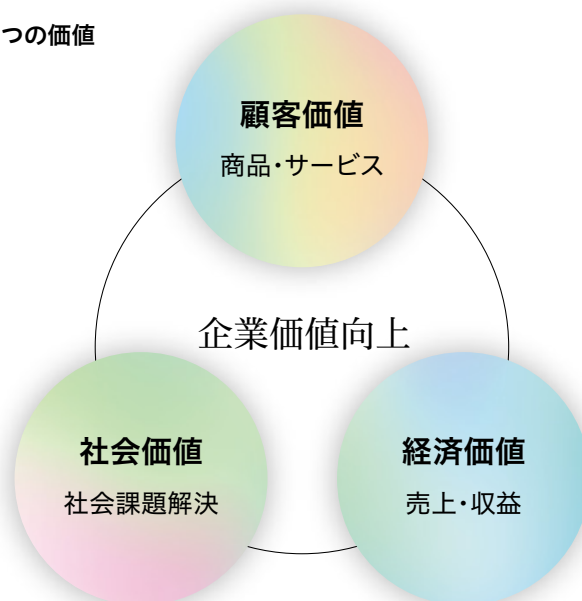 つの価値
顧客価値
商品・サービス
企業価値向上
社会価値
社会課題解決
経済価値
売上・収益